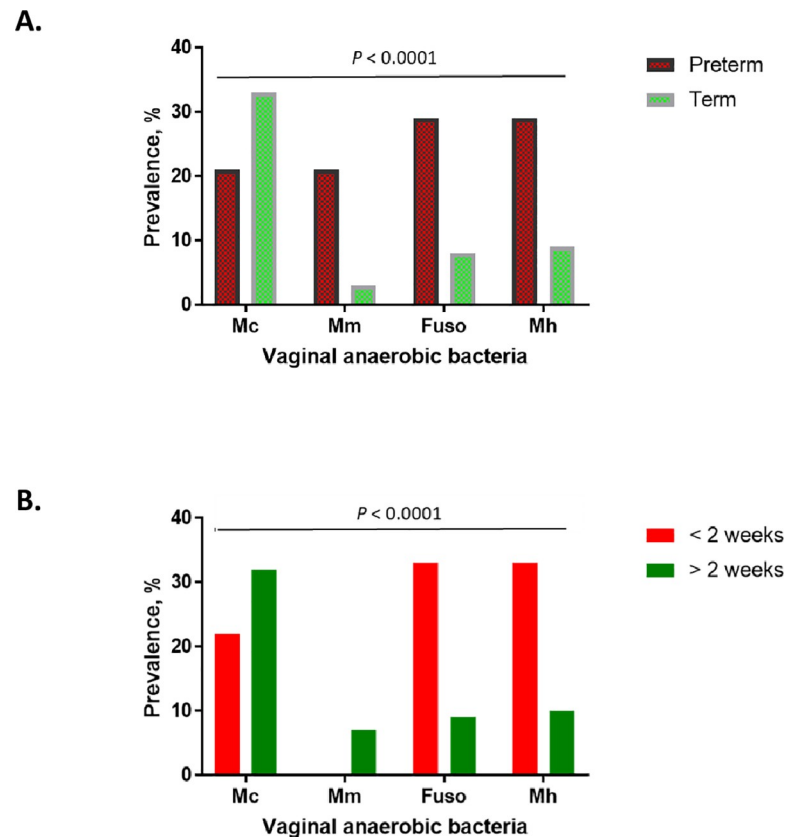 A.
P < 0.0001
Preterm
Term
Prevalence, %
40
30
20
10
0
Mc Mm Fuso Mh
Vaginal anaerobic bacteria
B.
P < 0.0001
< 2 weeks
> 2 weeks
Prevalence, %
40
30
20
10
0
Mc Mm Fuso Mh
Vaginal anaerobic bacteria